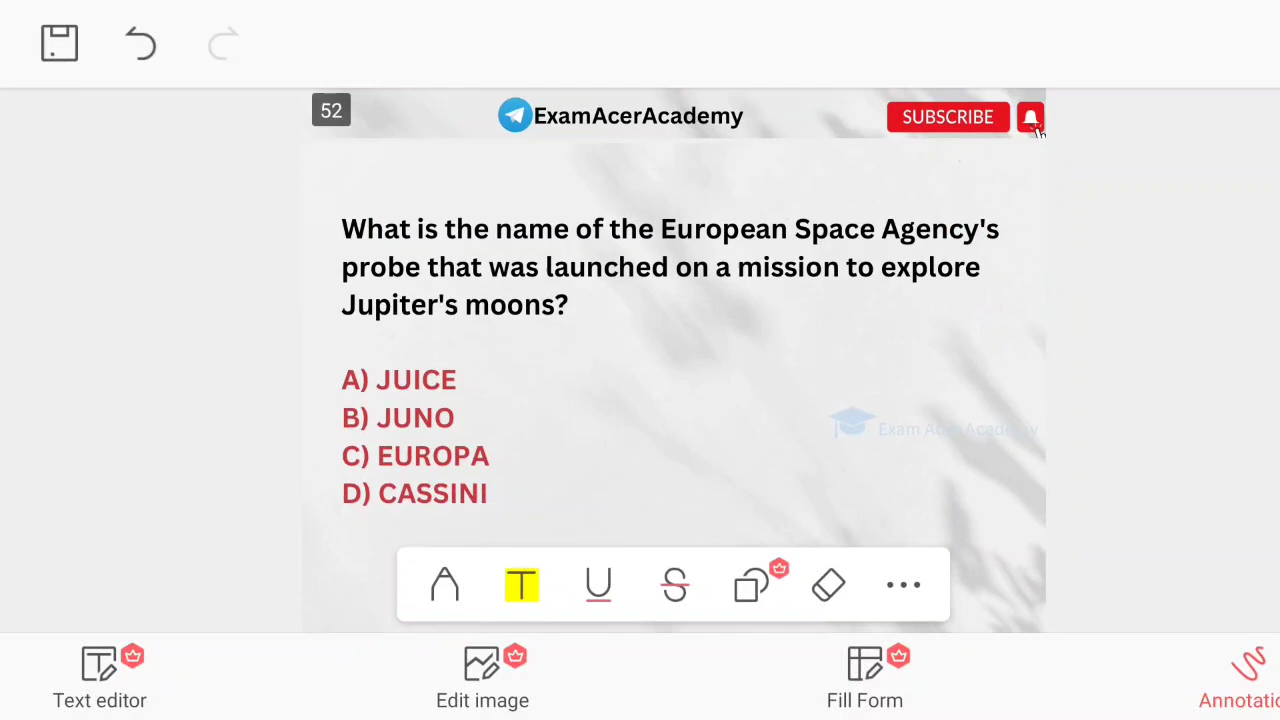 52
ExamAcerAcademy
SUBSCRIBE
What is the name of the European Space Agency's
probe that was launched on a mission to explore
Jupiter's moons?
A) JUICE
B) JUNO
C) EUROPA
D) CASSINI
Exam Acer Academy
T U S
Text editor
Edit image
Fill Form
Annotatio